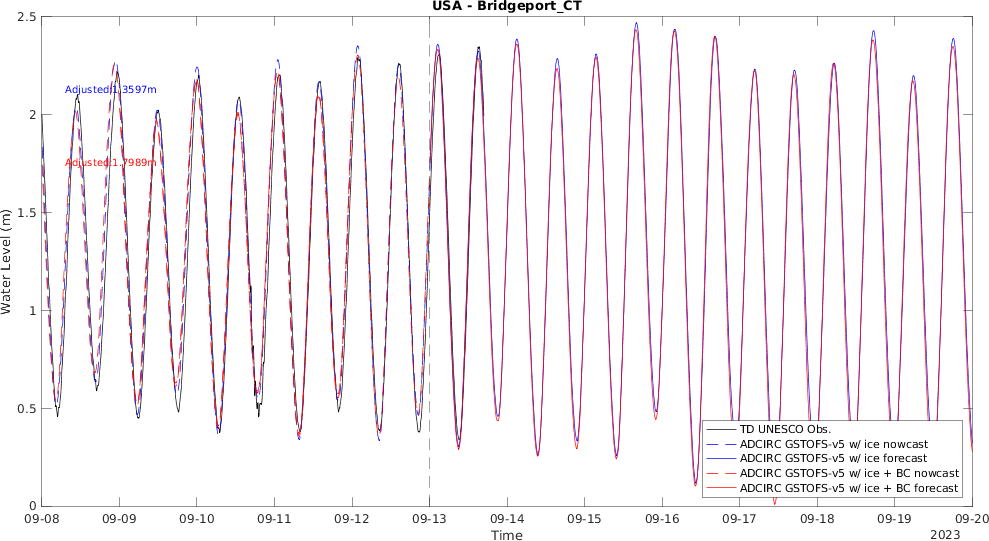 USA - Bridgeport_CT
2.5
2
1.5
1
0.5
0
Water Level (m)
Adjusted:1.3597m
Adjusted:1.7989m
TD UNESCO Obs.
ADCIRC GSTOFS-v5 w/ ice nowcast
ADCIRC GSTOFS-v5 w/ ice forecast
ADCIRC GSTOFS-v5 w/ ice + BC nowcast
ADCIRC GSTOFS-v5 w/ ice + BC forecast
09-08 09-09 09-10 09-11 09-12 09-13 09-14 09-15 09-16 09-17 09-18 09-19 09-20
Time
2023